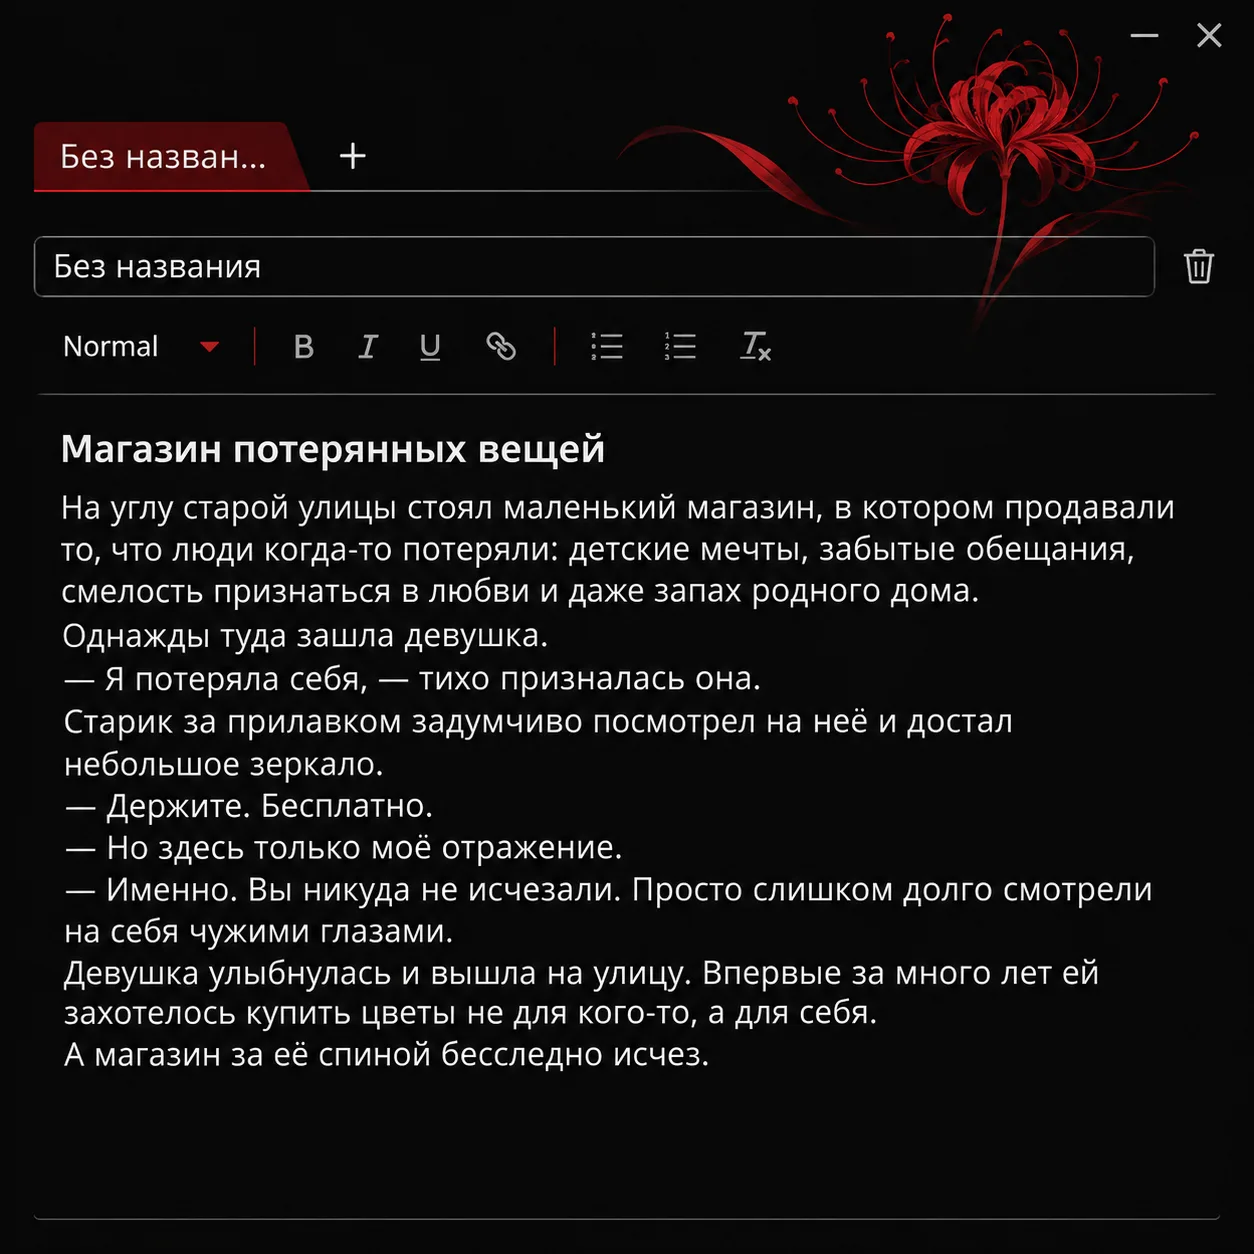 Без назван...
+
Без названия
Normal B I U
Магазин потерянных вещей
На углу старой улицы стоял маленький магазин, в котором продавали
то, что люди когда-то потеряли: детские мечты, забытые обещания,
смелость признаться в любви и даже запах родного дома.
Однажды туда зашла девушка.
— Я потеряла себя, — тихо призналась она.
Старик за прилавком задумчиво посмотрел на неё и достал
небольшое зеркало.
— Держите. Бесплатно.
— Но здесь только моё отражение.
— Именно. Вы никуда не исчезали. Просто слишком долго смотрели
на себя чужими глазами.
Девушка улыбнулась и вышла на улицу. Впервые за много лет ей
захотелось купить цветы не для кого-то, а для себя.
А магазин за её спиной бесследно исчез.